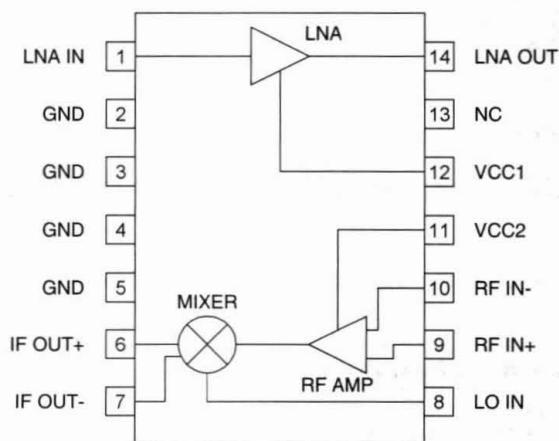 LNA
LNA IN 1 14 LNA OUT
GND 2 13 NC
GND 3 12 VCC1
GND 4 11 VCC2
GND 5 10 RF IN-
MIXER
IF OUT+ 6 9 RF IN+
RF AMP
IF OUT- 7 8 LO IN